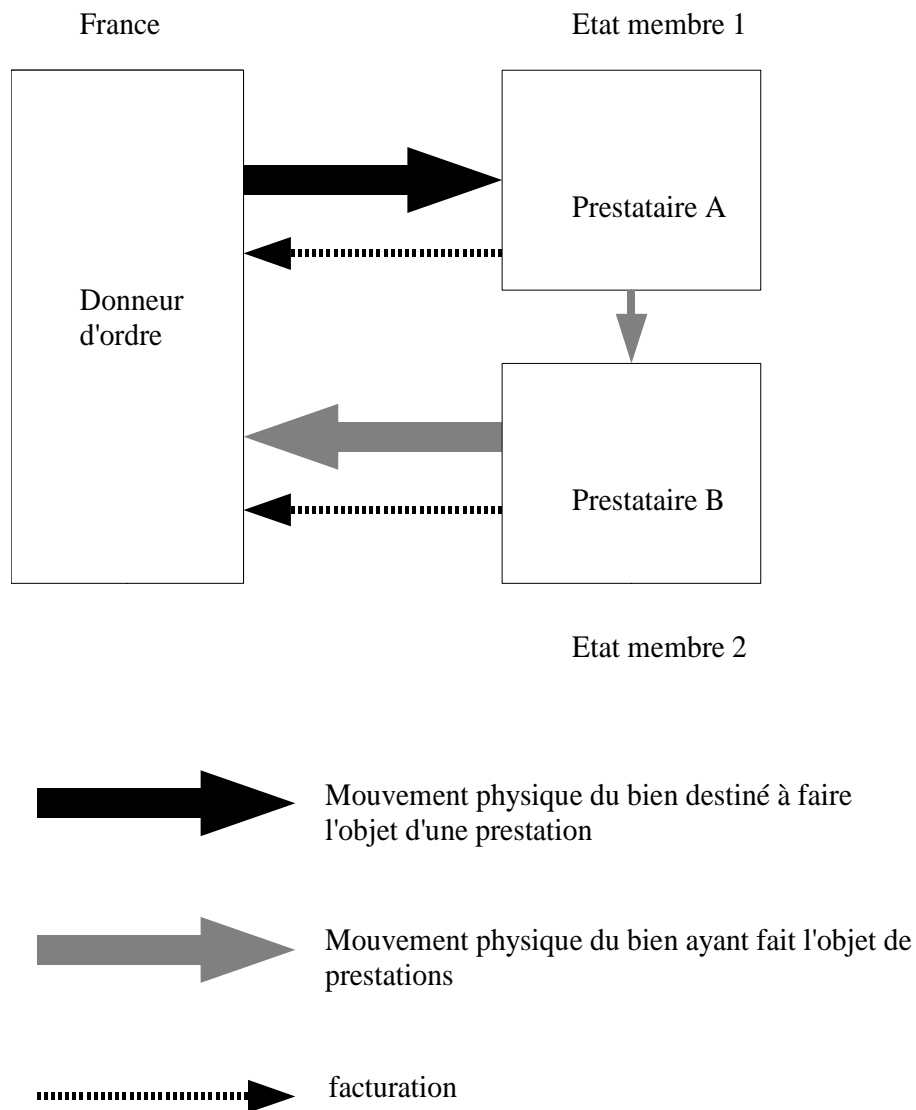 France
Etat membre 1
Prestataire A
Donneur
d'ordre
Prestataire B
Etat membre 2
Mouvement physique du bien destiné à faire
l'objet d'une prestation
Mouvement physique du bien ayant fait l'objet de
prestations
facturation